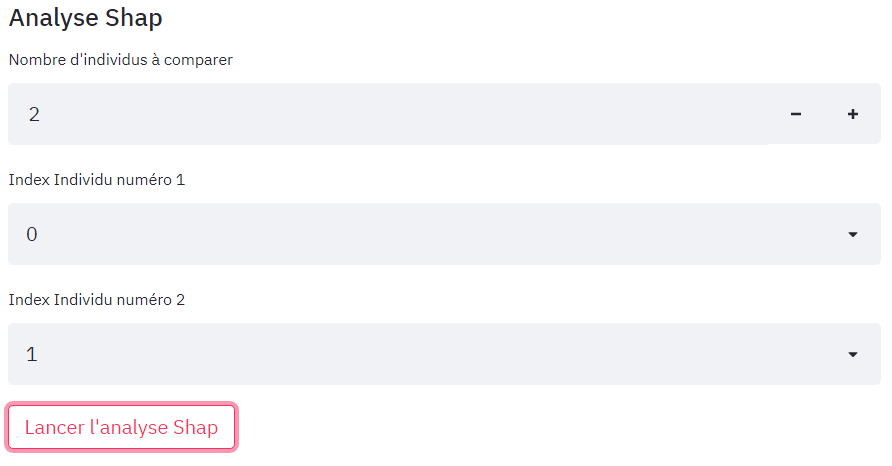 Analyse Shap
Nombre d'individus à comparer
2
Index Individu numéro 1
0
Index Individu numéro 2
1
Lancer l'analyse Shap